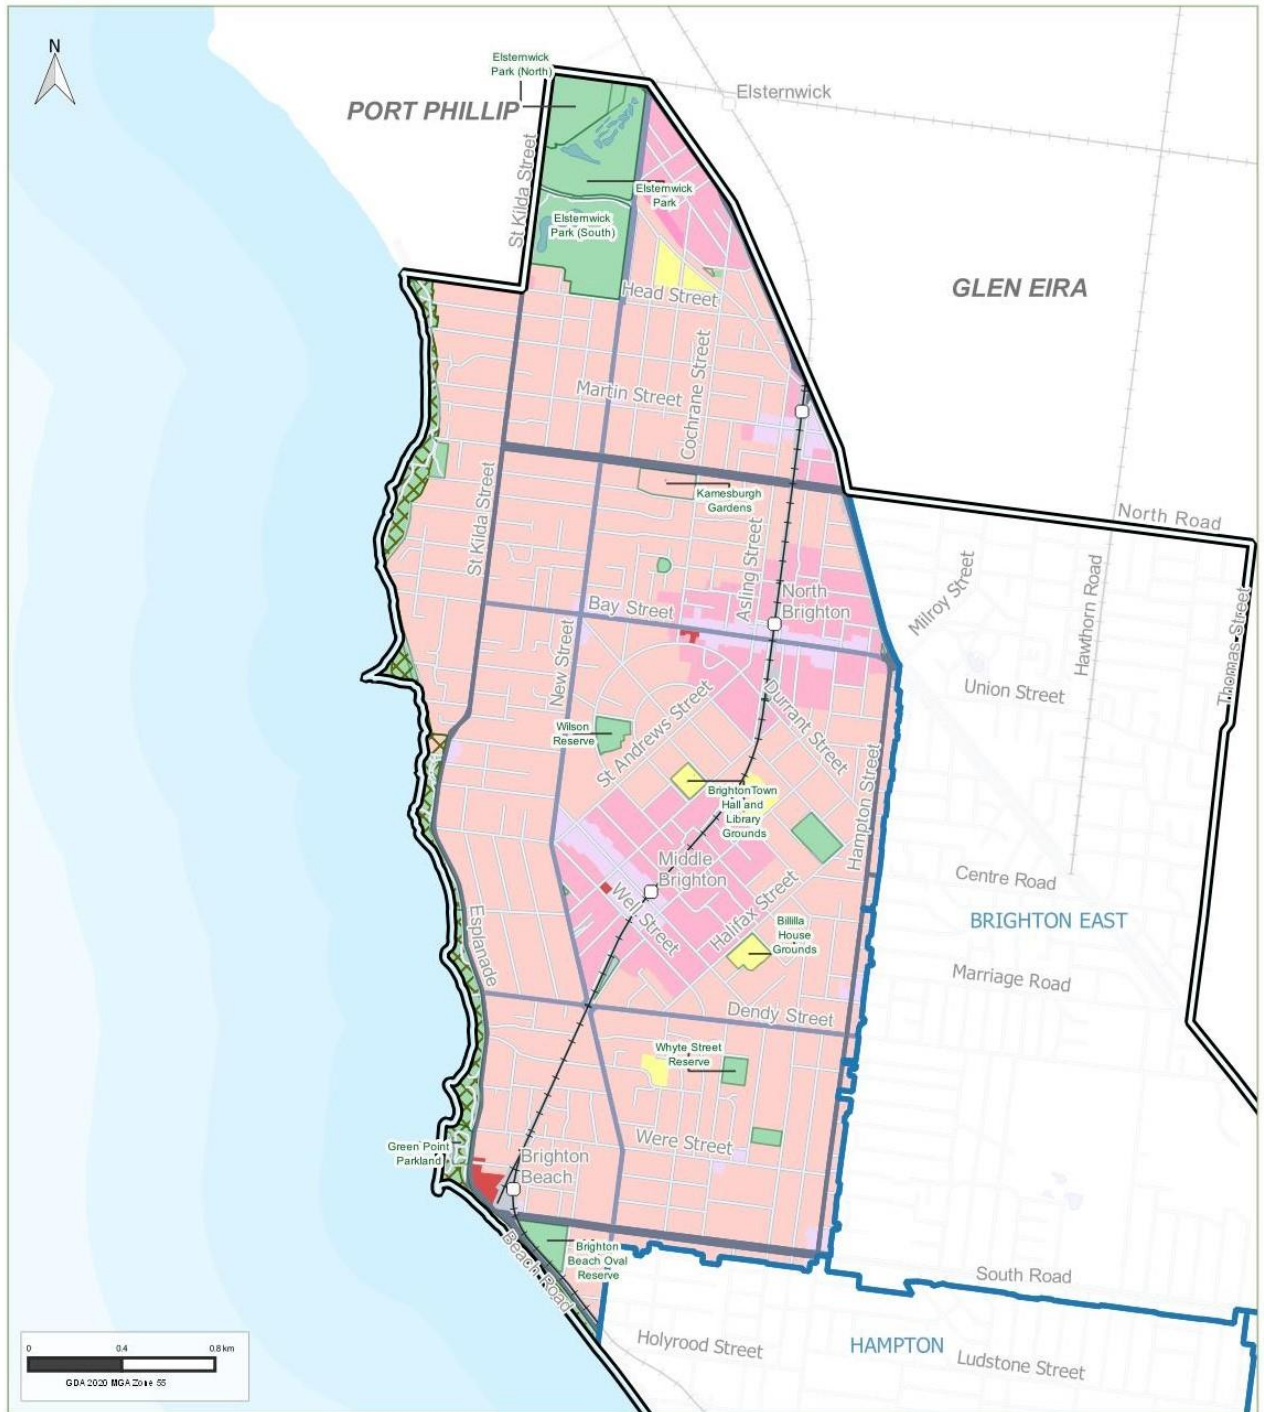 N
Elsternwick
Park (North)
PORT PHILLIP
Elsternwick
St Kilda Street
Elsternwick
Park
Elsternwick
Park (South)
GLEN EIRA
Head Street
Martin Street
Cochrane Street
St Kilda Street
Kamesburgh
Gardens
North Road
Asling Street
North
Brighton
Bay Street
Milroy Street
Hawthorn Road
Thomas Street
New Street
Union Street
Wilson
Reserve
St Andrews Street
Durrant Street
Hampton Street
Brighton Town
Hall and
Library
Grounds
Middle
Brighton
Centre Road
Well Street
Halifax Street
BRIGHTON EAST
Billilla
House
Grounds
Esplanade
Marriage Road
Dendy Street
Whyte Street
Reserve
Green Point
Parkland
Were Street
Brighton
Beach
Beach Road
Brighton
Beach Oval
Reserve
South Road
Holyrood Street
HAMPTON
Ludstone Street
0 0.4 0.8 km
GDA 2020 MGA Zone 55